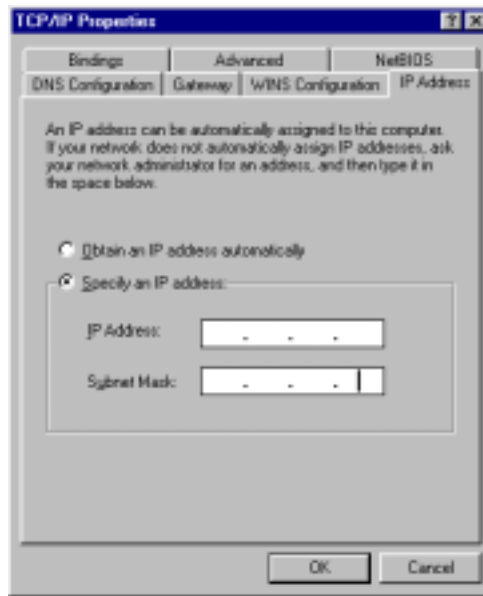 TCP/IP Properties
Bindings Advanced NetBIOS
DNS Configuration Gateway WINS Configuration IP Address
An IP address can be automatically assigned to this computer.
If your network does not automatically assign IP addresses, ask
your network administrator for an address, and then type it in
the space below.
Obtain an IP address automatically
Specify an IP address:
IP Address:
Subnet Mask:
OK Cancel